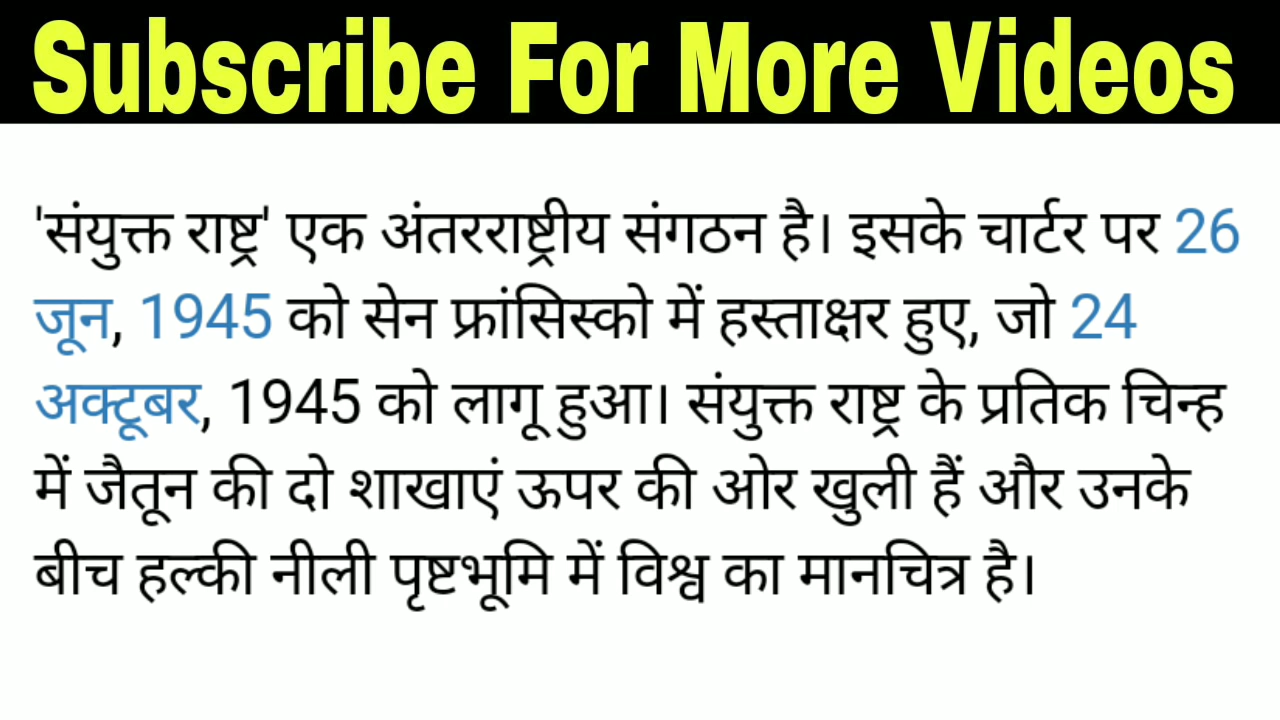 Subscribe For More Videos
'संयुक्त राष्ट्र' एक अंतरराष्ट्रीय संगठन है। इसके चार्टर पर 26
जून, 1945 को सेन फ्रांसिस्को में हस्ताक्षर हुए, जो 24
अक्टूबर, 1945 को लागू हुआ। संयुक्त राष्ट्र के प्रतिक चिन्ह
में जैतून की दो शाखाएं ऊपर की ओर खुली हैं और उनके
बीच हल्की नीली पृष्टभूमि में विश्व का मानचित्र है।